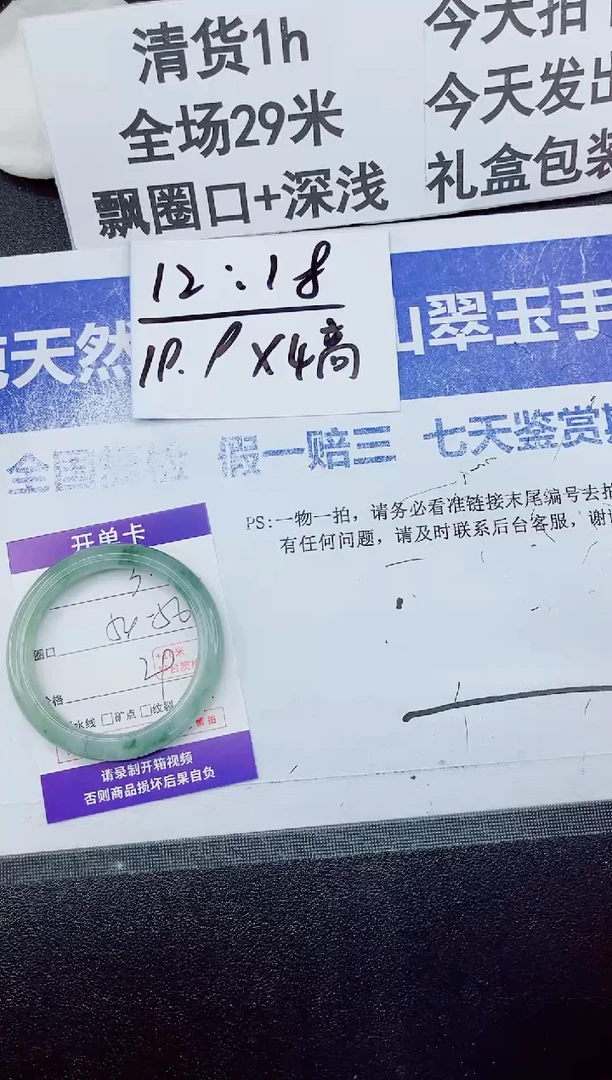 清货1h
全场29米
飘圈口+深浅
今天拍
今天发出
礼盒包装
12:18
高
天然
翠玉手
全国
假一赔三 七天鉴赏
PS:一物一拍，请务必看准链接末尾编号去拍
有任何问题，请及时联系后台客服，谢
开单卡
圈口
格
水线 □矿点 □纹裂
请录制开箱视频
否则商品损坏后果自负